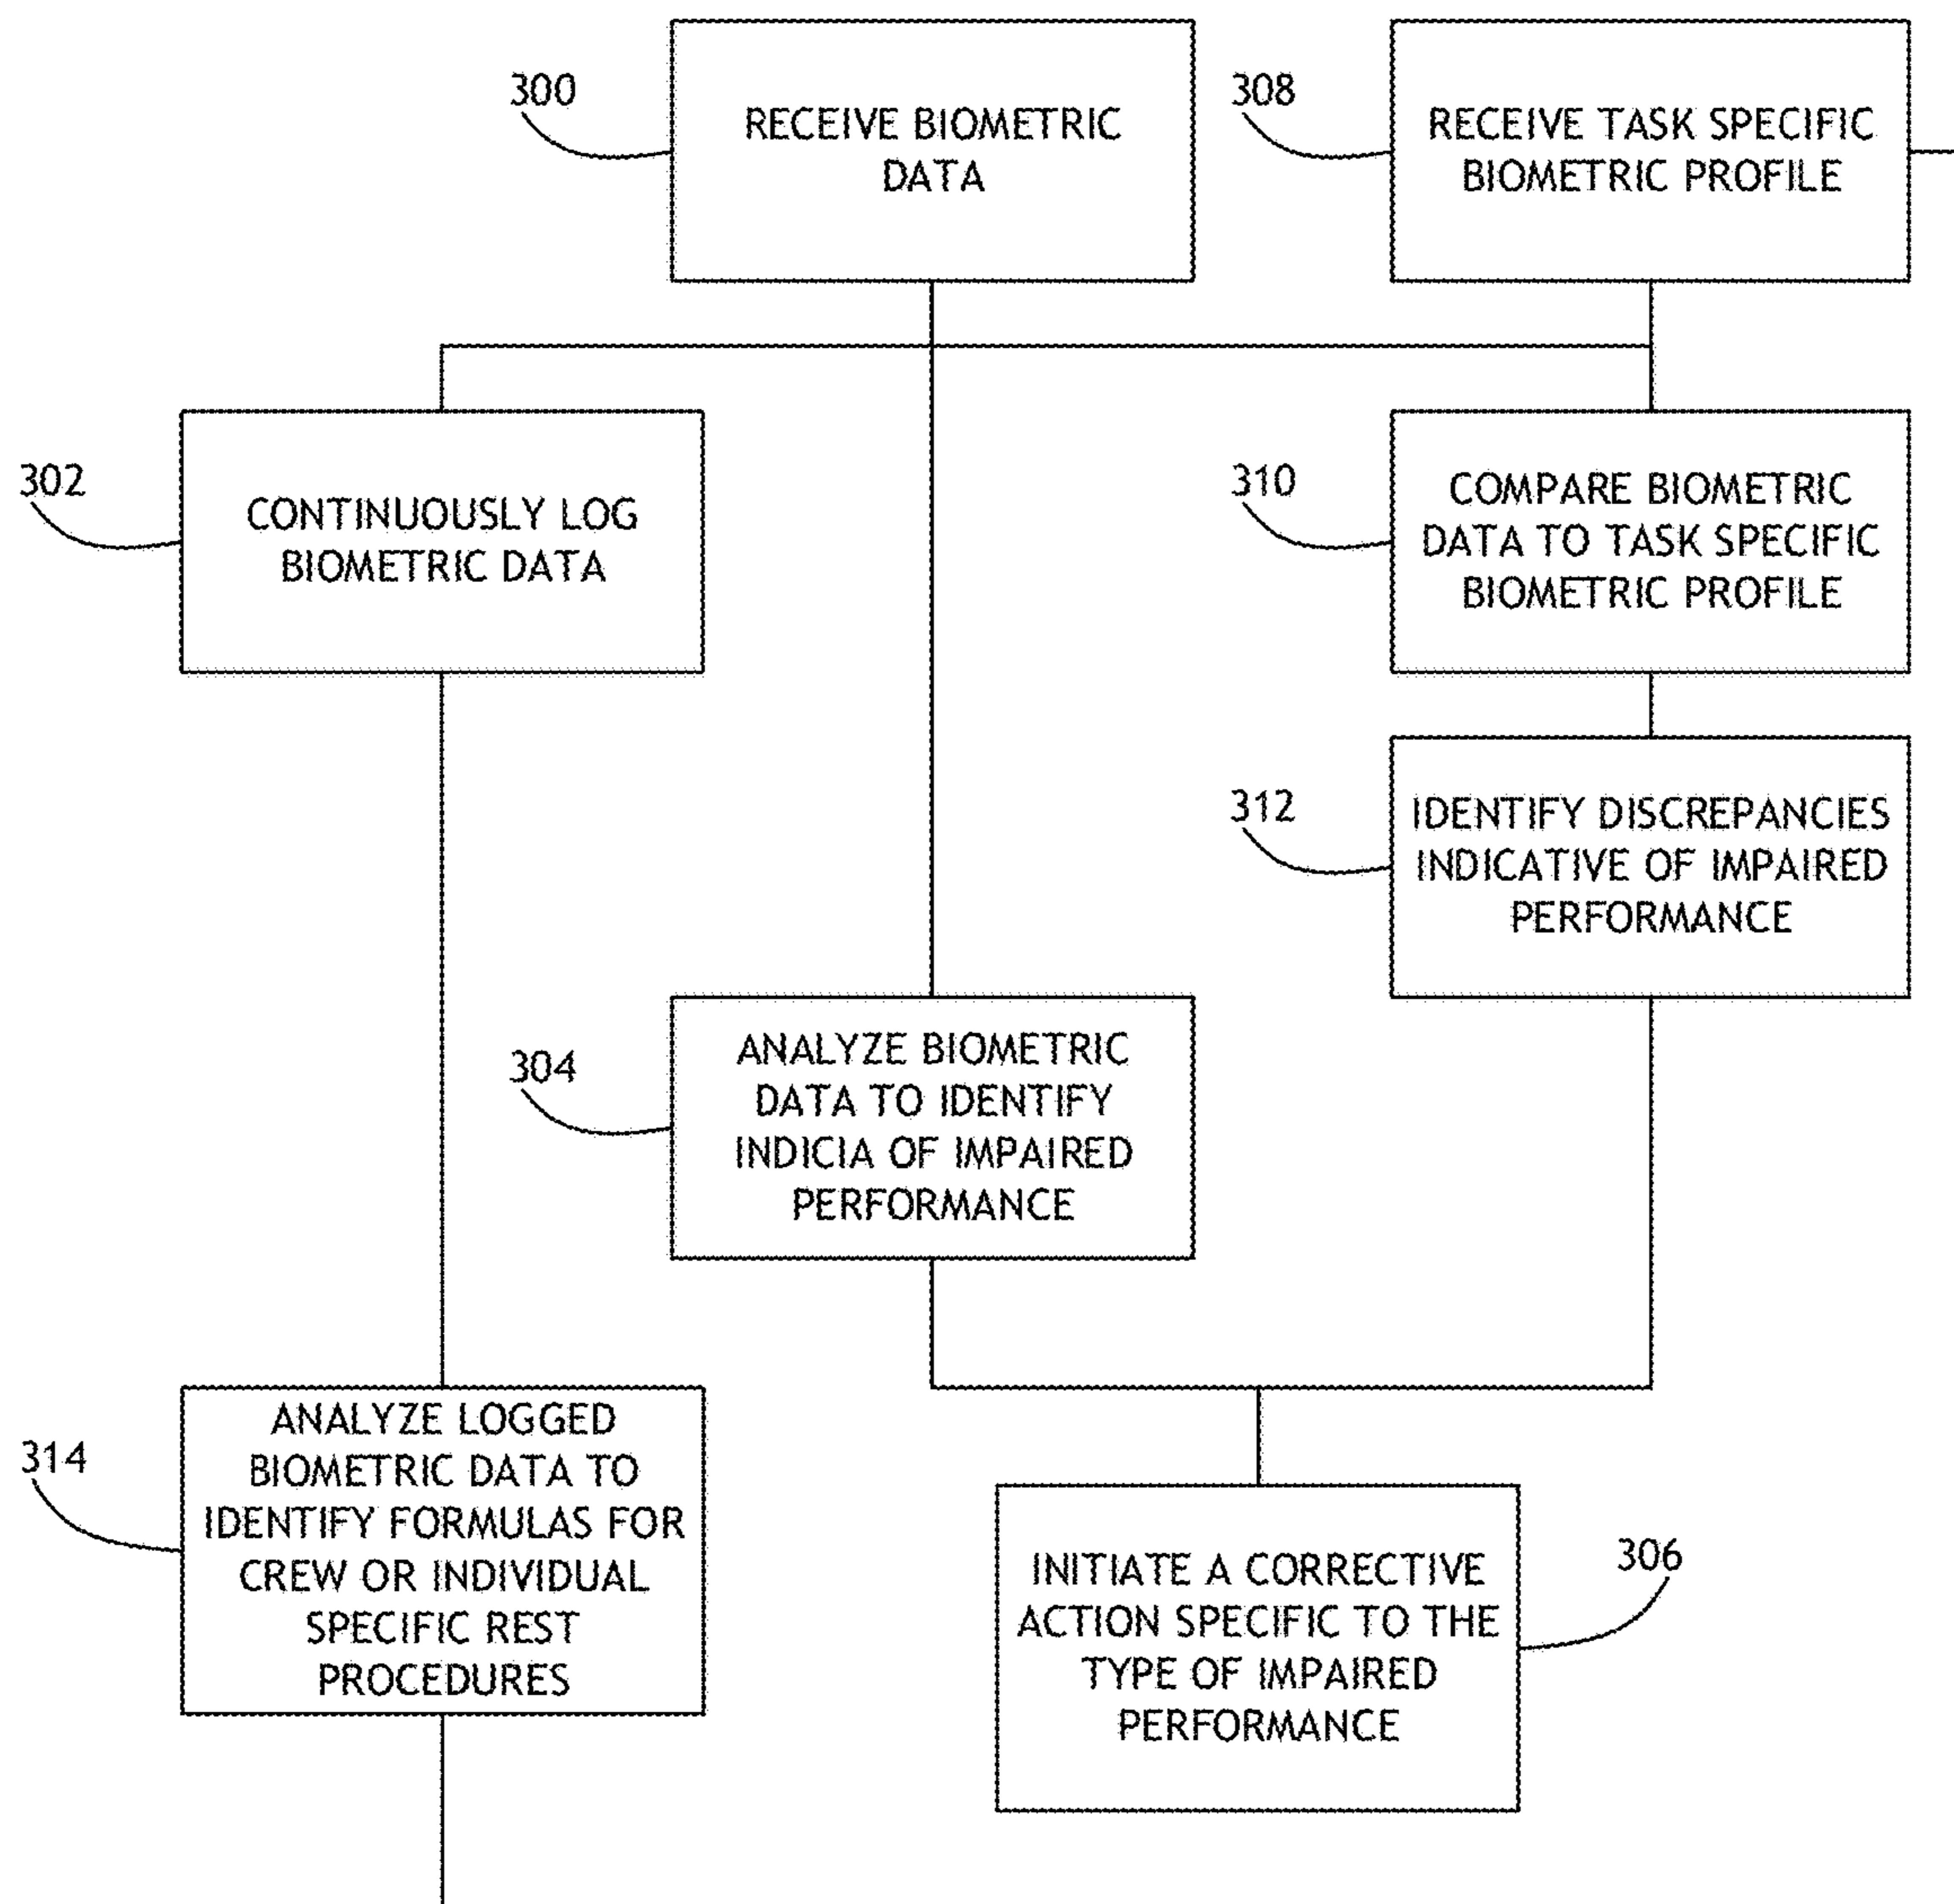 300
RECEIVE BIOMETRIC
DATA
308
RECEIVE TASK SPECIFIC
BIOMETRIC PROFILE
302
CONTINUOUSLY LOG
BIOMETRIC DATA
310
COMPARE BIOMETRIC
DATA TO TASK SPECIFIC
BIOMETRIC PROFILE
312
IDENTIFY DISCREPANCIES
INDICATIVE OF IMPAIRED
PERFORMANCE
304
ANALYZE BIOMETRIC
DATA TO IDENTIFY
INDICIA OF IMPAIRED
PERFORMANCE
314
ANALYZE LOGGED
BIOMETRIC DATA TO
IDENTIFY FORMULAS FOR
CREW OR INDIVIDUAL
SPECIFIC REST
PROCEDURES
INITIATE A CORRECTIVE
ACTION SPECIFIC TO THE
TYPE OF IMPAIRED
PERFORMANCE
306